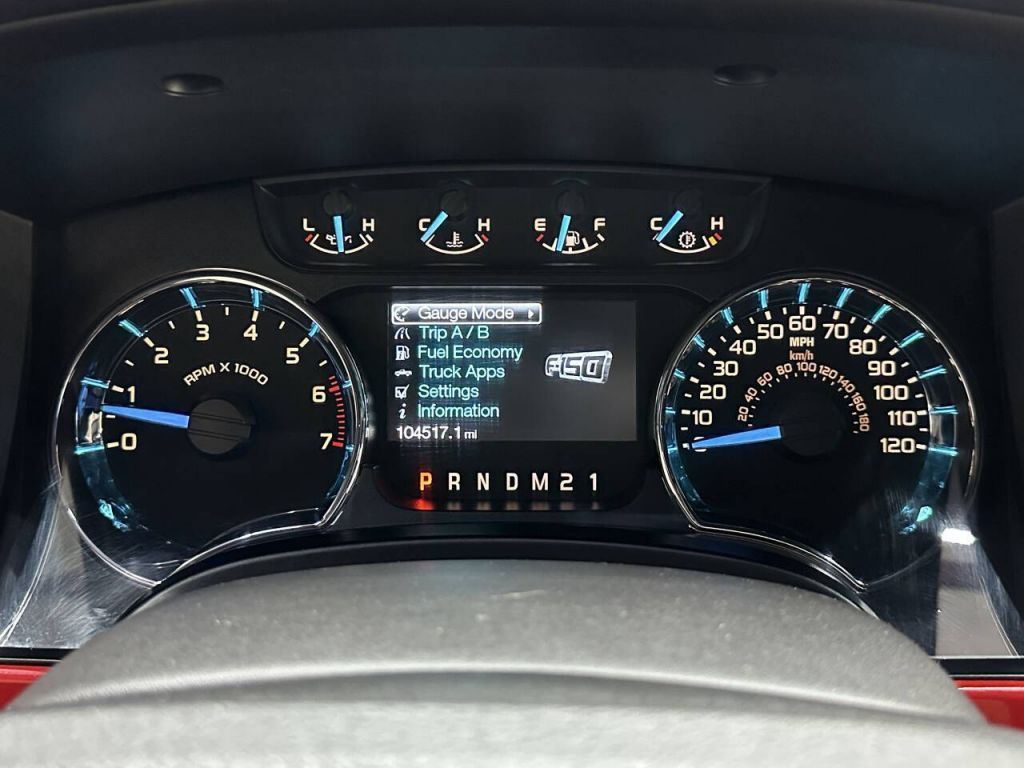 L H C H E F C H
0 1 2 3 4 5 6 7
RPM X 1000
Gauge Mode
Trip A / B
Fuel Economy
Truck Apps
Settings
i Information
104517.1 mi
F-150
P R N D M 2 1
0 10 20 30 40 50 60 70 80 90 100 110 120
MPH
km/h
20 40 60 80 100 120 140 160 180